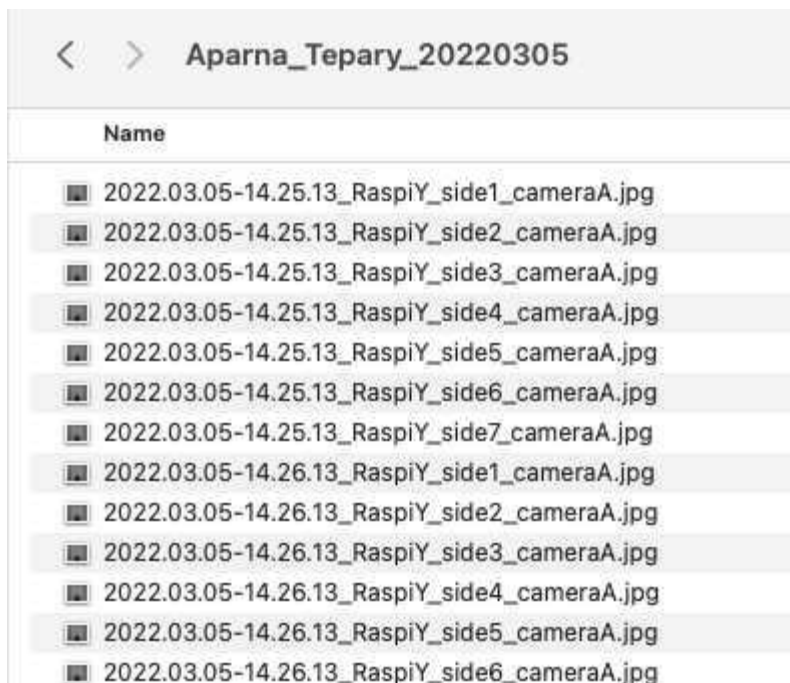 Aparna_Tepary_20220305
Name
2022.03.05-14.25.13_RaspiY_side1_cameraA.jpg
2022.03.05-14.25.13_RaspiY_side2_cameraA.jpg
2022.03.05-14.25.13_RaspiY_side3_cameraA.jpg
2022.03.05-14.25.13_RaspiY_side4_cameraA.jpg
2022.03.05-14.25.13_RaspiY_side5_cameraA.jpg
2022.03.05-14.25.13_RaspiY_side6_cameraA.jpg
2022.03.05-14.25.13_RaspiY_side7_cameraA.jpg
2022.03.05-14.26.13_RaspiY_side1_cameraA.jpg
2022.03.05-14.26.13_RaspiY_side2_cameraA.jpg
2022.03.05-14.26.13_RaspiY_side3_cameraA.jpg
2022.03.05-14.26.13_RaspiY_side4_cameraA.jpg
2022.03.05-14.26.13_RaspiY_side5_cameraA.jpg
2022.03.05-14.26.13_RaspiY_side6_cameraA.jpg